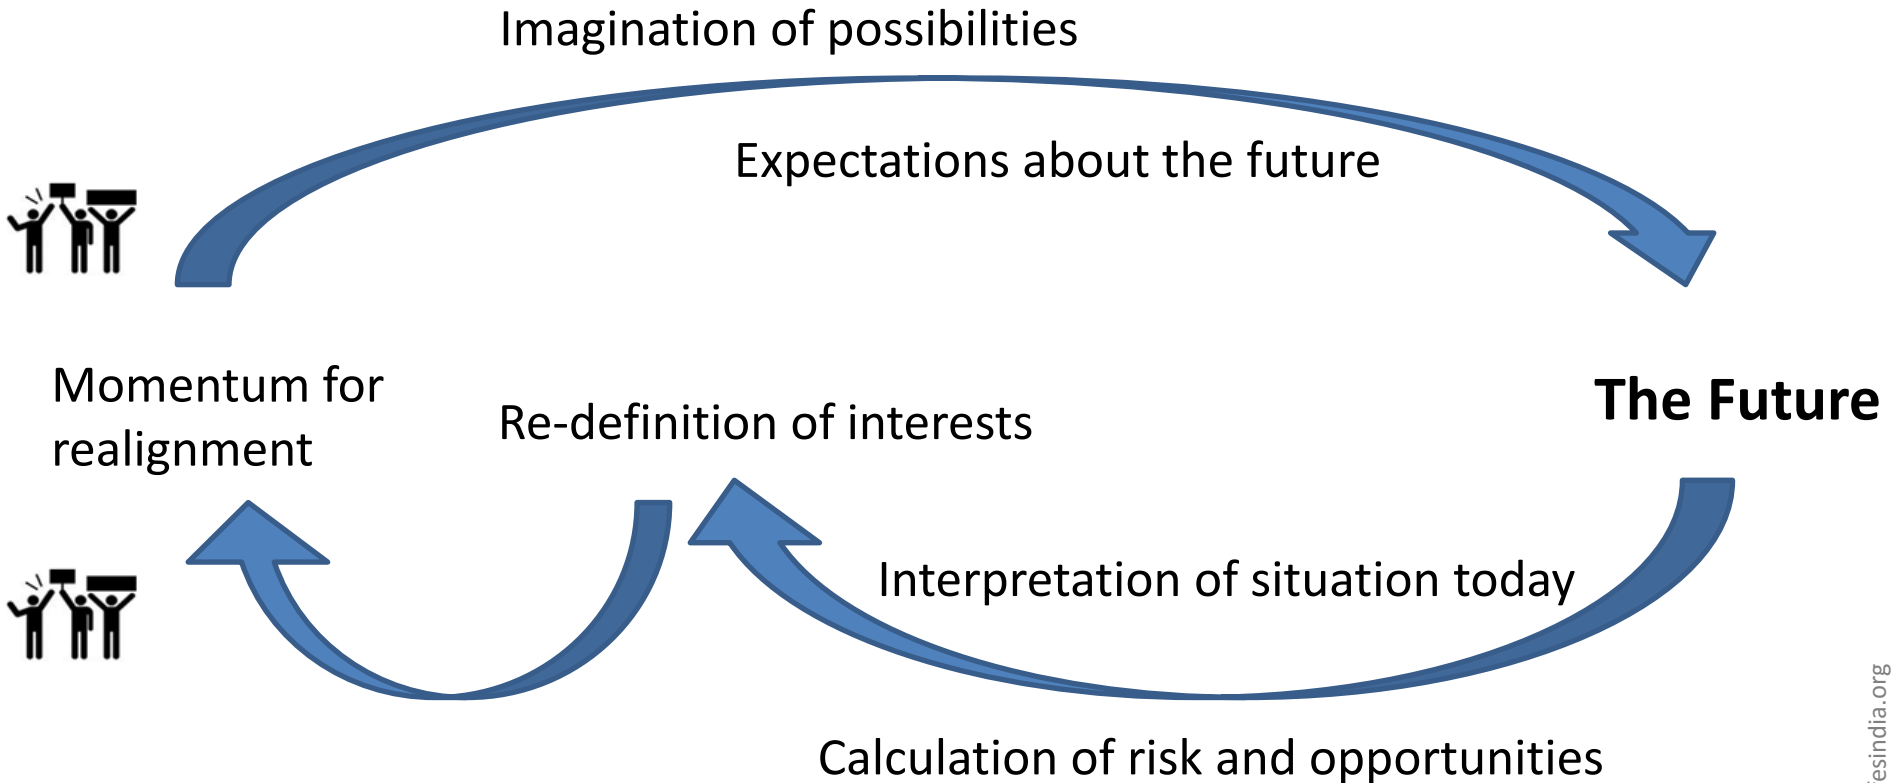 Imagination of possibilities
Expectations about the future
Momentum for
realignment
Re-definition of interests
The Future
Interpretation of situation today
Calculation of risk and opportunities